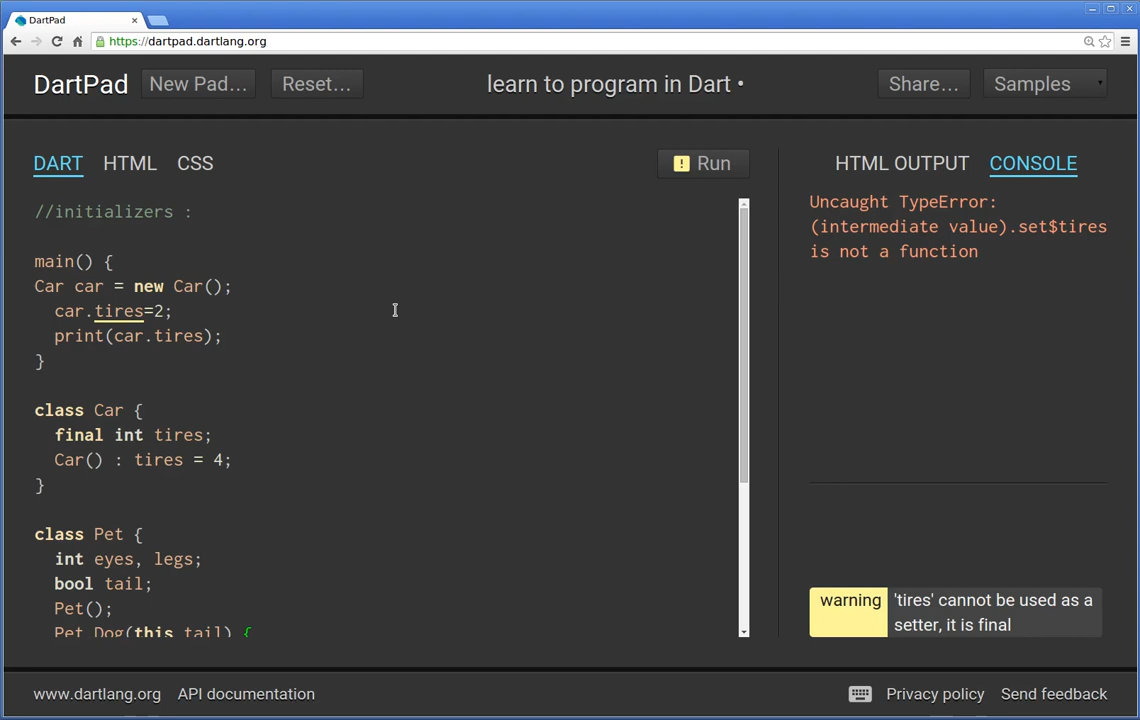 DartPad
https://dartpad.dartlang.org
DartPad New Pad... Reset... learn to program in Dart • Share... Samples
DART HTML CSS ! Run
//initializers :
main() {
Car car = new Car();
car.tires=2;
print(car.tires);
}
class Car {
final int tires;
Car() : tires = 4;
}
class Pet {
int eyes, legs;
bool tail;
Pet();
Pet.Dog(this.tail) {
HTML OUTPUT CONSOLE
Uncaught TypeError:
(intermediate value).set$tires
is not a function
warning 'tires' cannot be used as a
setter, it is final
www.dartlang.org API documentation Privacy policy Send feedback